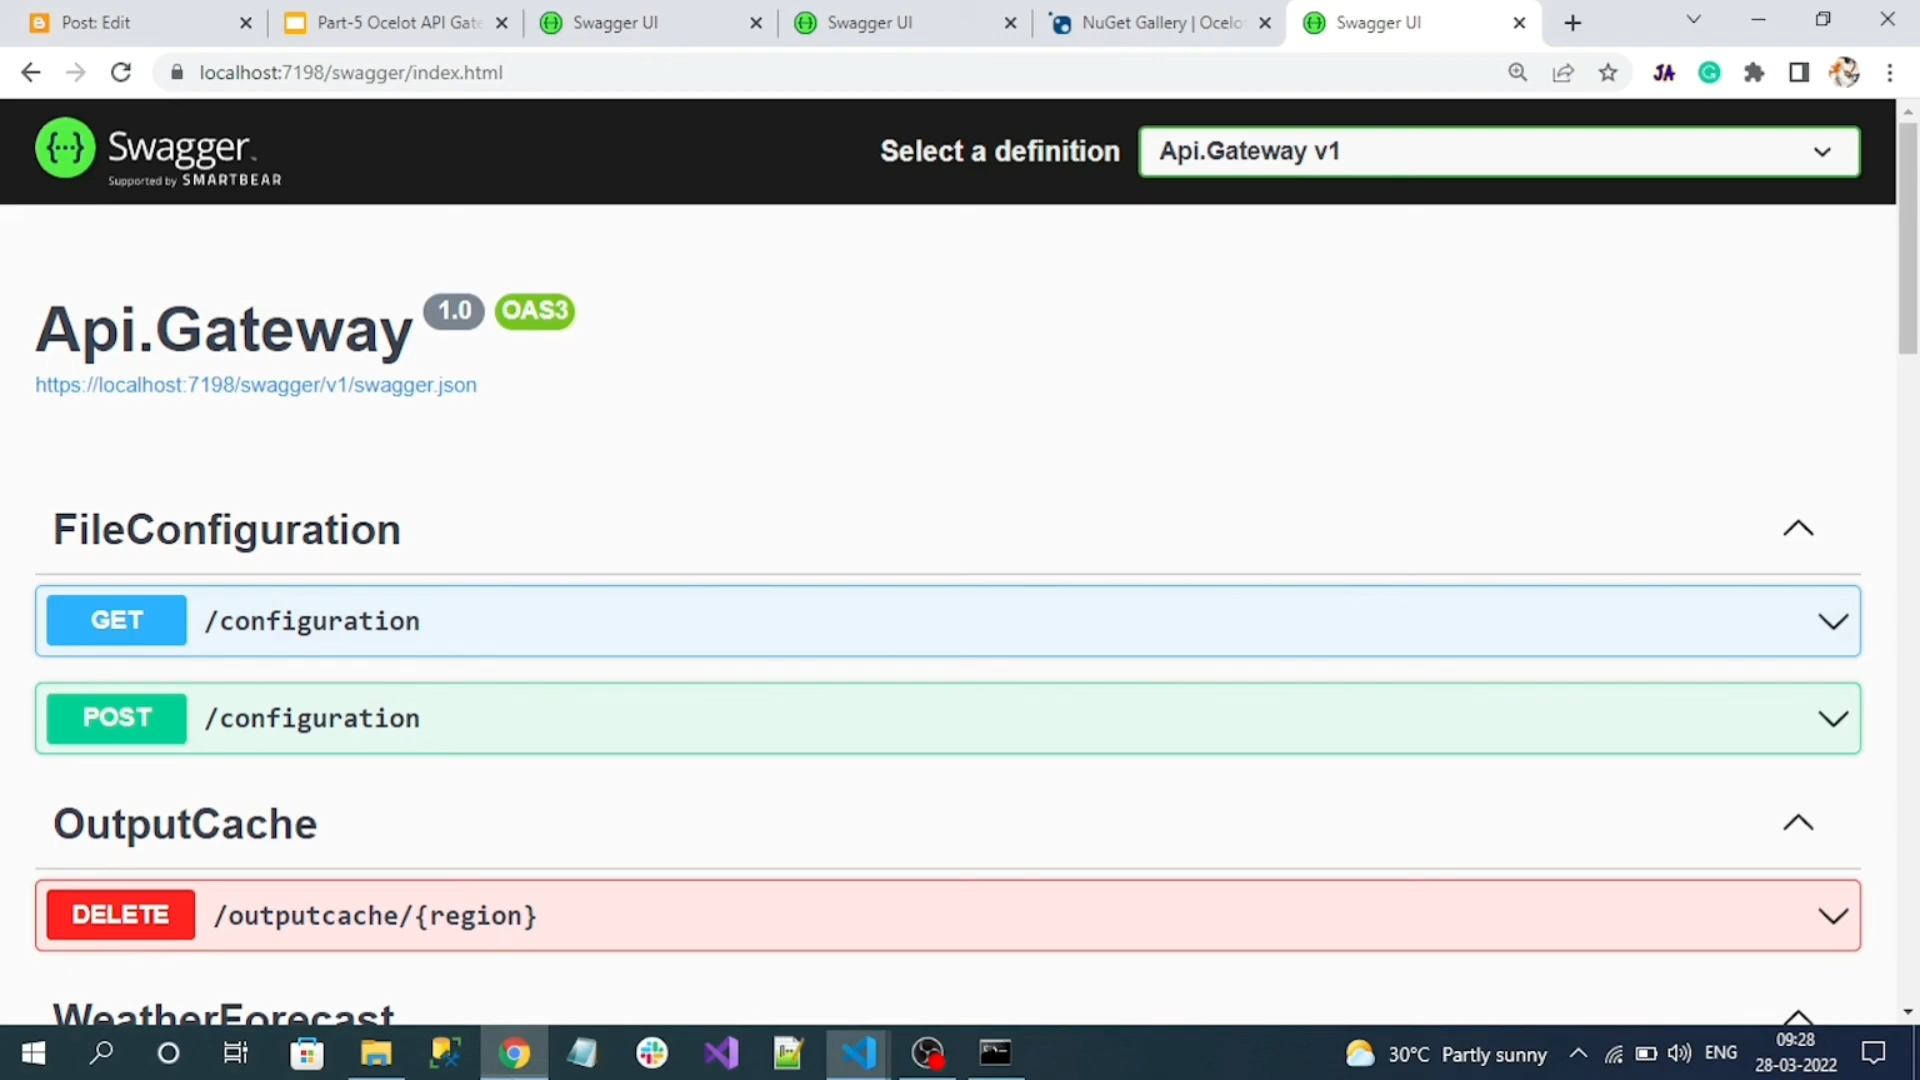 Post: Edit
Part-5 Ocelot API Gate
Swagger UI
Swagger UI
NuGet Gallery | Ocelo
Swagger UI
localhost:7198/swagger/index.html
JA
Swagger
Supported by SMARTBEAR
Select a definition
Api.Gateway v1
Api.Gateway 1.0 OAS3
https://localhost:7198/swagger/v1/swagger.json
FileConfiguration
GET /configuration
POST /configuration
OutputCache
DELETE /outputcache/{region}
WeatherForecast
30°C Partly sunny
ENG
09:28
28-03-2022